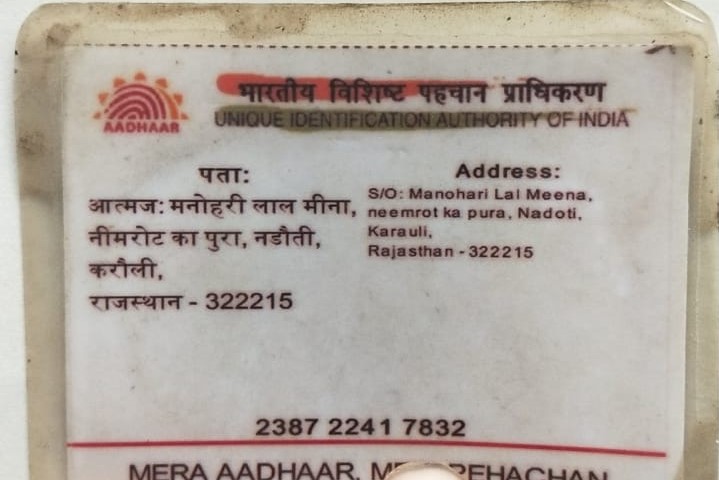 भारतीय विशिष्ट पहचान प्राधिकरण
AADHAAR
UNIQUE IDENTIFICATION AUTHORITY OF INDIA
पता:
आत्मज: मनोहरी लाल मीना,
नीमरोट का पुरा, नडौती,
करौली,
राजस्थान - 322215
Address:
S/O: Manohari Lal Meena,
neemrot ka pura, Nadoti,
Karauli,
Rajasthan - 322215
2387 2241 7832
MERA AADHAAR, PEHACHAN